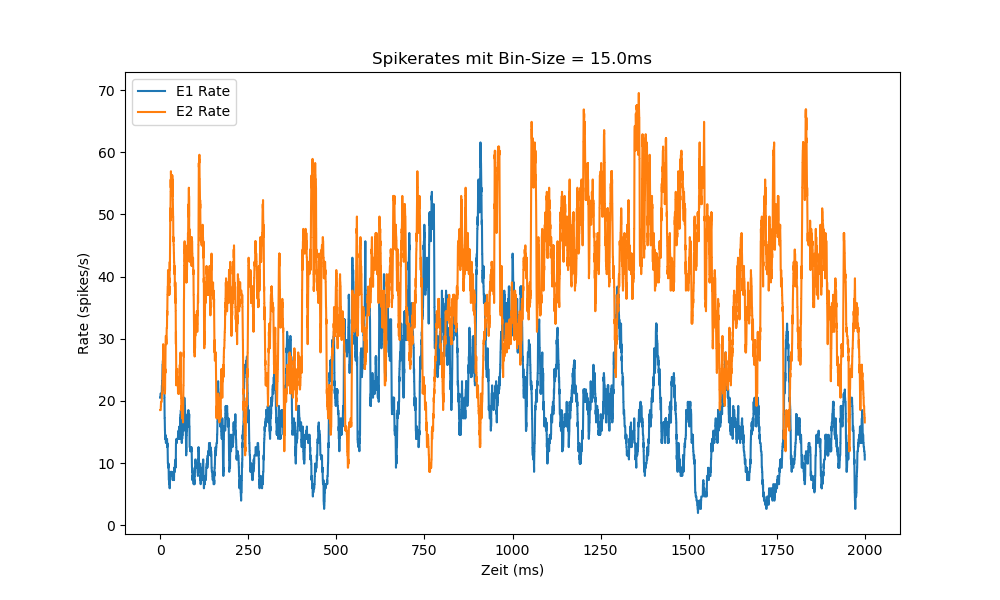 Spikerates mit Bin-Size = 15.0ms
E1 Rate
E2 Rate
Rate (spikes/s)
70
60
50
40
30
20
10
0
0 250 500 750 1000 1250 1500 1750 2000
Zeit (ms)